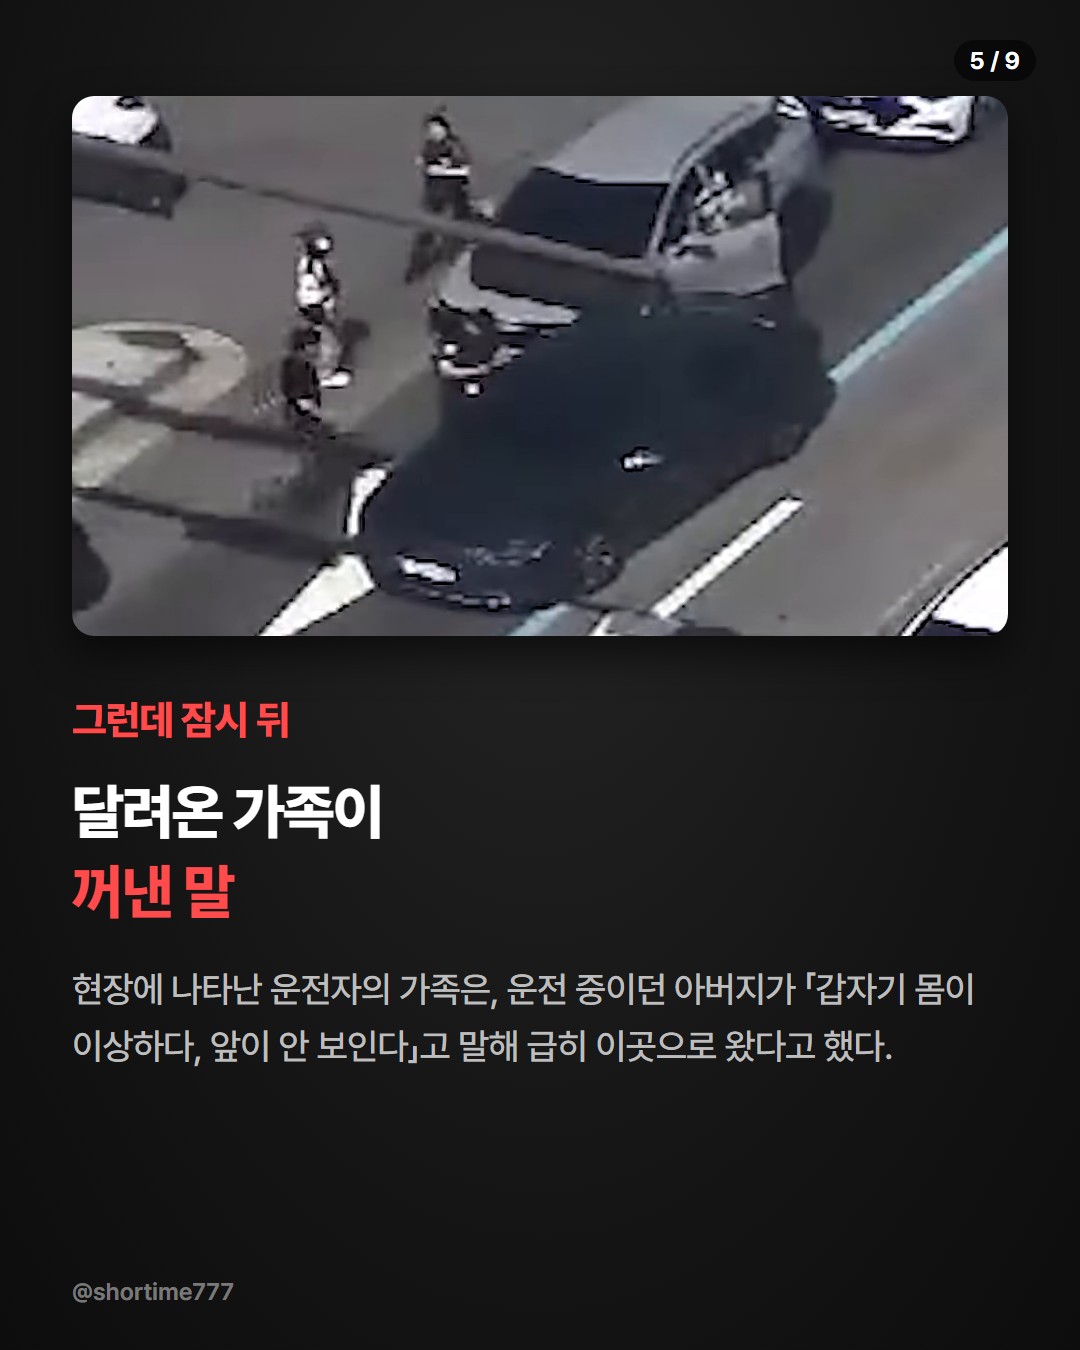 5 / 9
그런데 잠시 뒤
달려온 가족이
꺼낸 말
현장에 나타난 운전자의 가족은, 운전 중이던 아버지가 「갑자기 몸이
이상하다, 앞이 안 보인다」고 말해 급히 이곳으로 왔다고 했다.
@shortime777